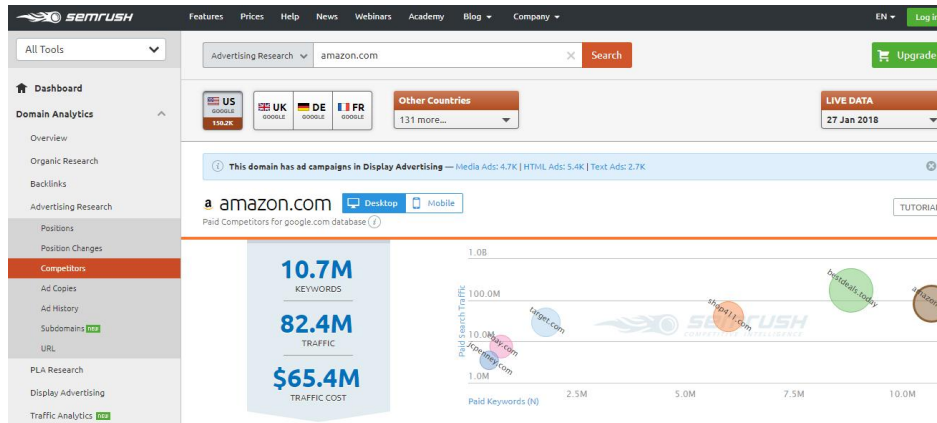 semrush
Features Prices Help News Webinars Academy Blog Company EN Log in
All Tools
Advertising Research amazon.com Search Upgrade
Dashboard
Domain Analytics
Overview
Organic Research
Backlinks
Advertising Research
Positions
Position Changes
Competitors
Ad Copies
Ad History
Subdomains new
URL
PLA Research
Display Advertising
Traffic Analytics new
US
GOOGLE
150.2K
UK
GOOGLE
DE
GOOGLE
FR
GOOGLE
Other Countries
131 more...
LIVE DATA
27 Jan 2018
This domain has ad campaigns in Display Advertising — Media Ads: 4.7K | HTML Ads: 5.4K | Text Ads: 2.7K
a amazon.com Desktop Mobile
TUTORIAL
Paid Competitors for google.com database
10.7M
KEYWORDS
82.4M
TRAFFIC
$65.4M
TRAFFIC COST
Paid Search Traffic
1.0B
100.0M
10.0M
1.0M
target.com
jcpenney.com
shop411.com
bestdeals.today
amazon
SEMRUSH
COMPETITIVE INTELLIGENCE
2.5M 5.0M 7.5M 10.0M
Paid Keywords (N)